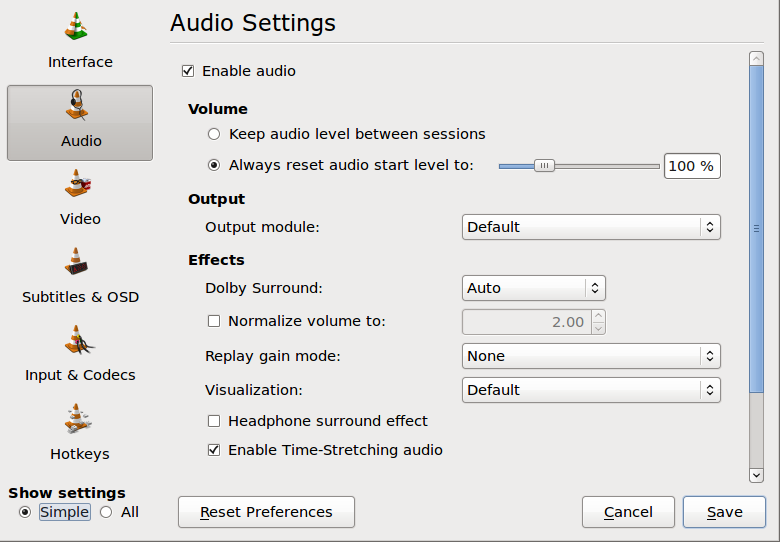 Audio Settings
Interface
Audio
Video
Subtitles & OSD
Input & Codecs
Hotkeys
Show settings
Simple All
Enable audio
Volume
Keep audio level between sessions
Always reset audio start level to: 100 %
Output
Output module: Default
Effects
Dolby Surround: Auto
Normalize volume to: 2.00
Replay gain mode: None
Visualization: Default
Headphone surround effect
Enable Time-Stretching audio
Reset Preferences Cancel Save